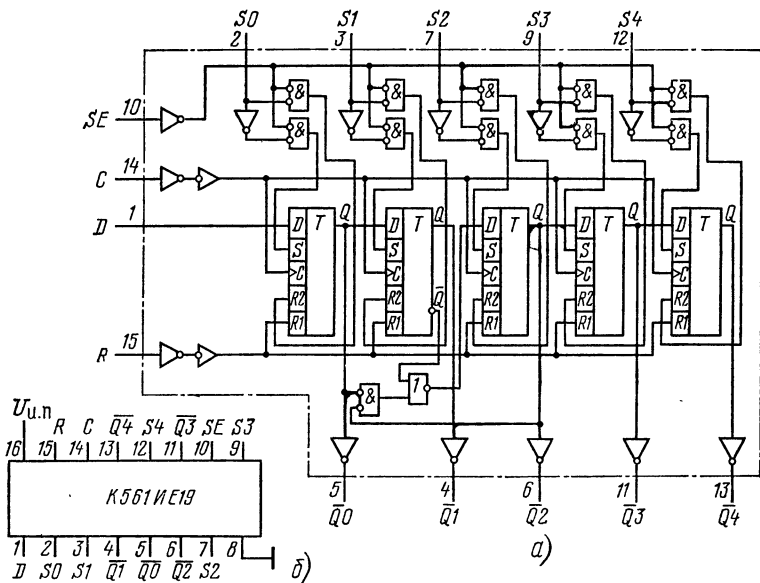 S0 S1 S2 S3 S4
2 3 7 9 12
& & & & &
SE 10
& & & & &
C 14
D 1
D T Q D T Q D T Q D T Q D T Q
S S S S S
C C C C C
R2 R2 Q̅ R2 R2 R2
R1 R1 R1 R1 R1
R 15
& 1
5 4 6 11 13
Q̅0 Q̅1 Q̅2 Q̅3 Q̅4
а)
Uи.п R C Q̅4 S4 Q̅3 SE S3
16 15 14 13 12 11 10 9
К561ИЕ19
1 2 3 4 5 6 7 8
D S0 S1 Q̅1 Q̅0 Q̅2 S2
б)